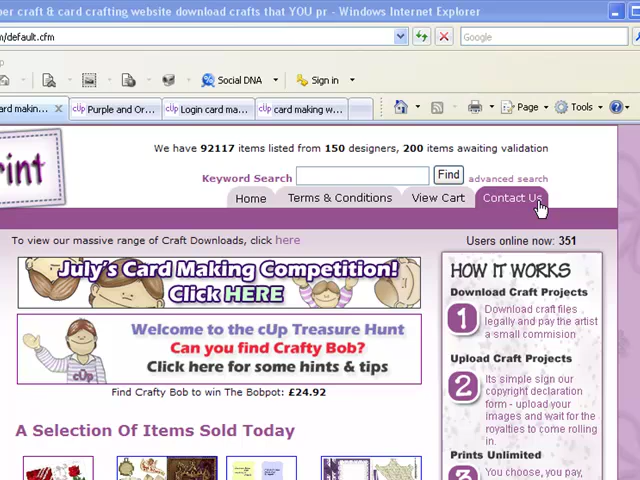 per craft & card crafting website download crafts that YOU pr - Windows Internet Explorer
m/default.cfm
Google
Social DNA
Sign in
ard makin...
cUp Purple and Or...
cUp Login card ma...
cUp card making w...
Page
Tools
rint
We have 92117 items listed from 150 designers, 200 items awaiting validation
Keyword Search
Find
advanced search
Home
Terms & Conditions
View Cart
Contact Us
To view our massive range of Craft Downloads, click here
Users online now: 351
July's Card Making Competition!
Click HERE
Welcome to the cUp Treasure Hunt
Can you find Crafty Bob?
Click here for some hints & tips
cUp
Find Crafty Bob to win The Bobpot: £24.92
A Selection Of Items Sold Today
HOW IT WORKS
Download Craft Projects
1
Download craft files
legally and pay the artist
a small commision
Upload Craft Projects
2
Its simple sign our
copyright declaration
form - upload your
images and wait for the
royalties to come rolling
in.
Prints Unlimited
3
You choose, you pay,